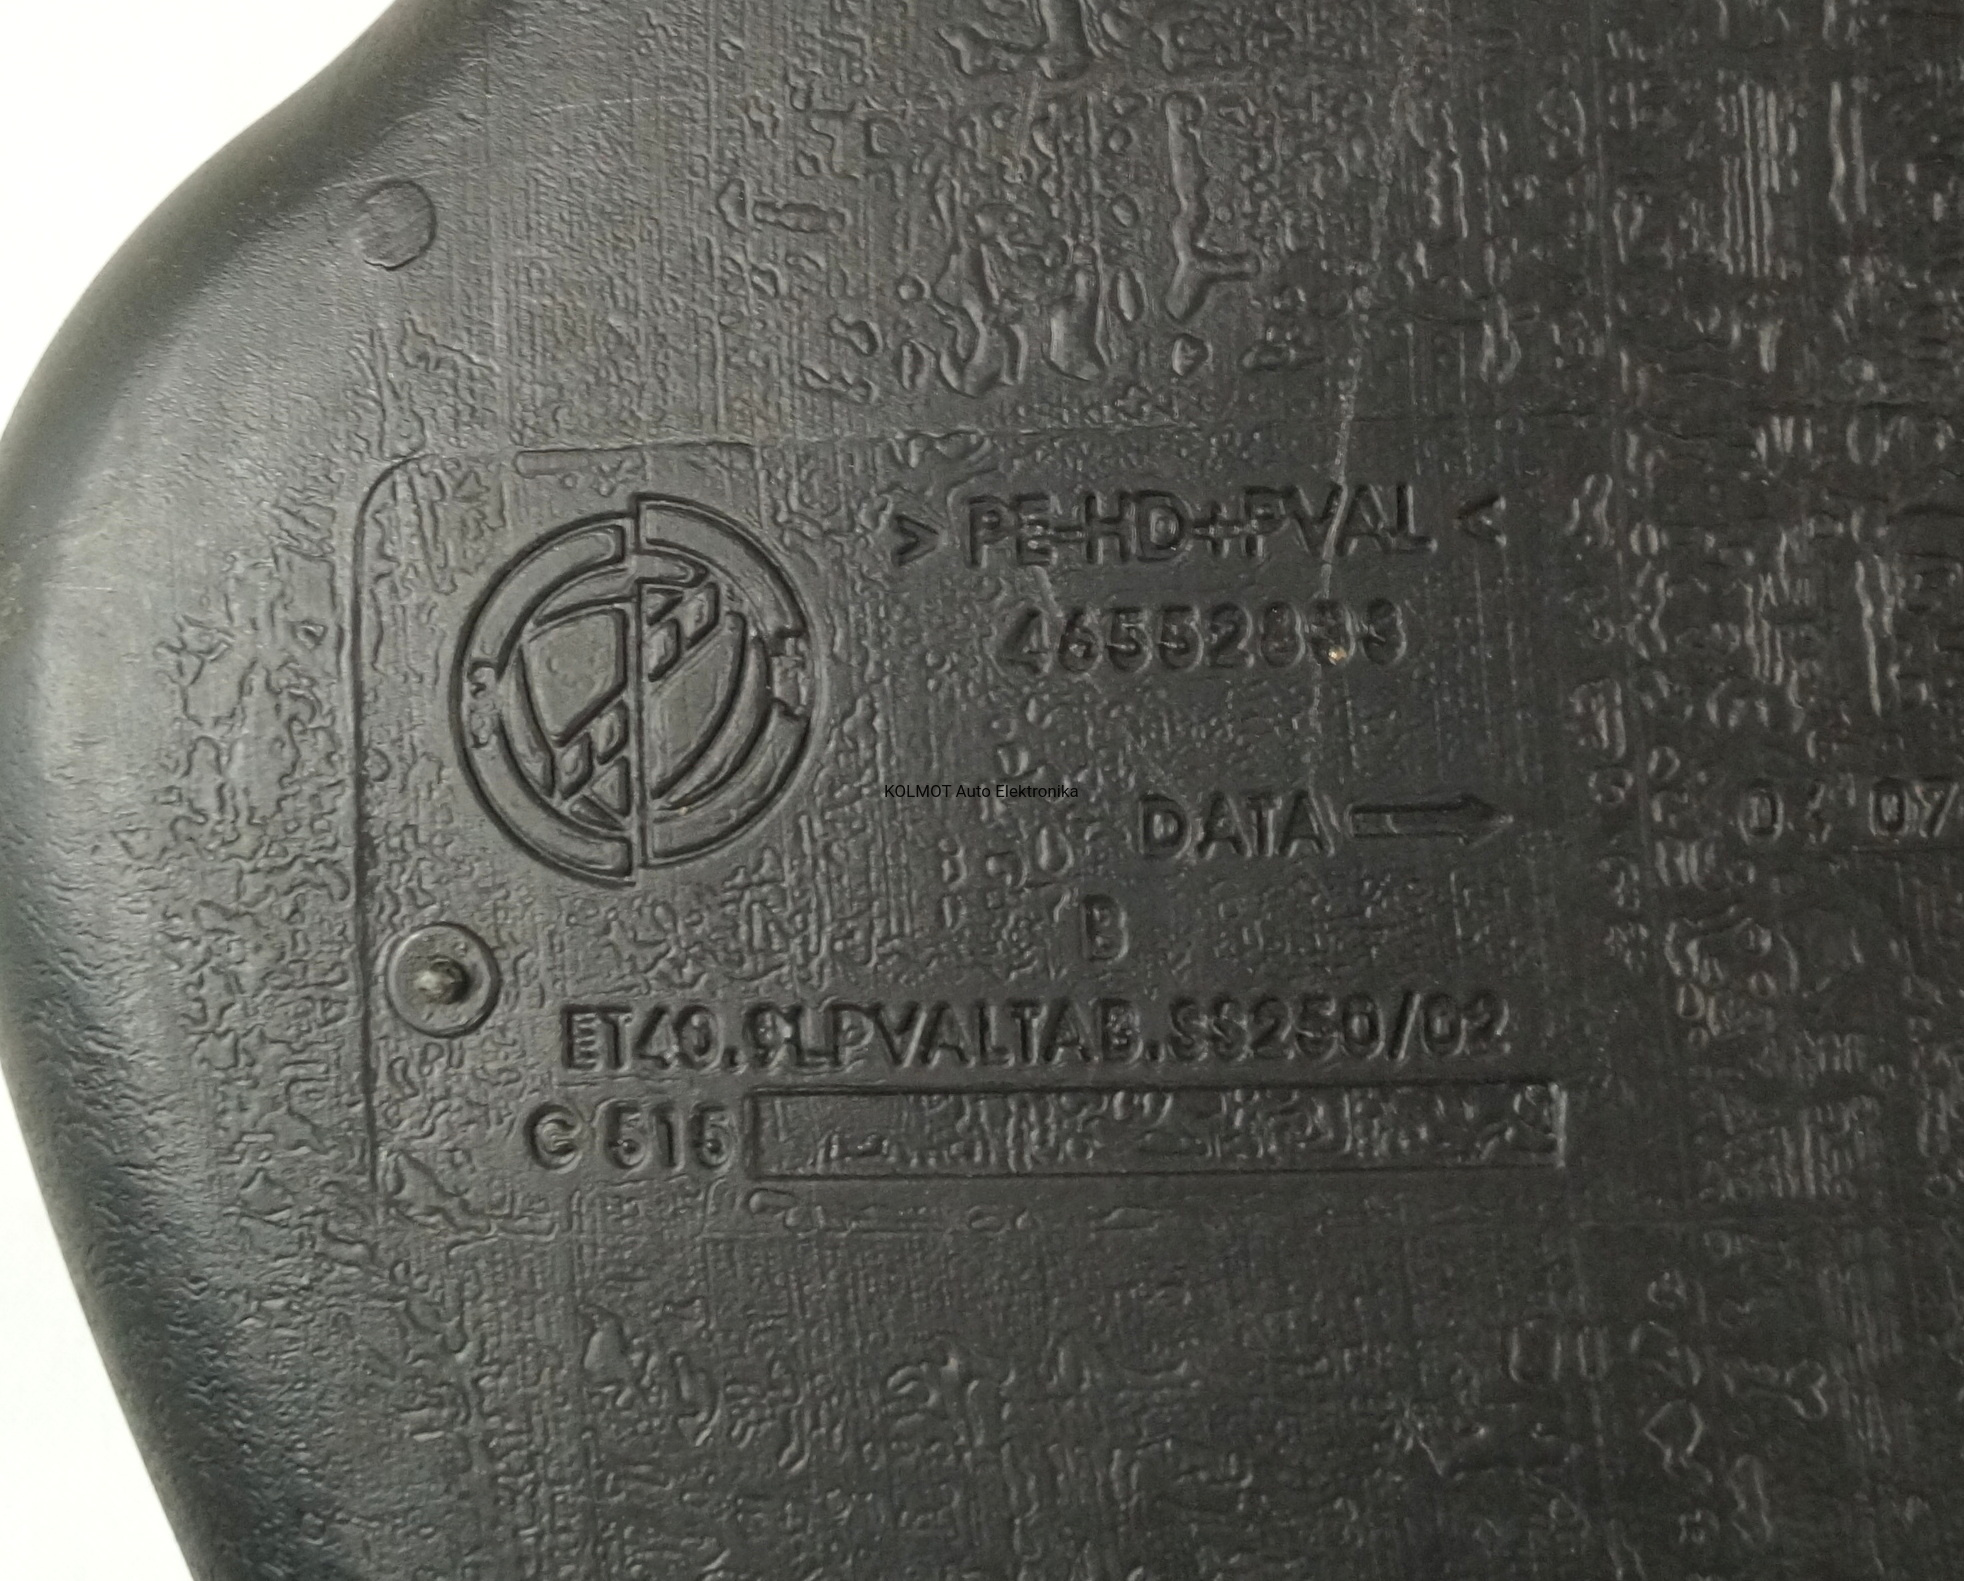 > PE-HD+PVAL <
KOLMOT Auto Elektronika
DATA
B
ET40.9LPVALTAB.SS250/02
C 515